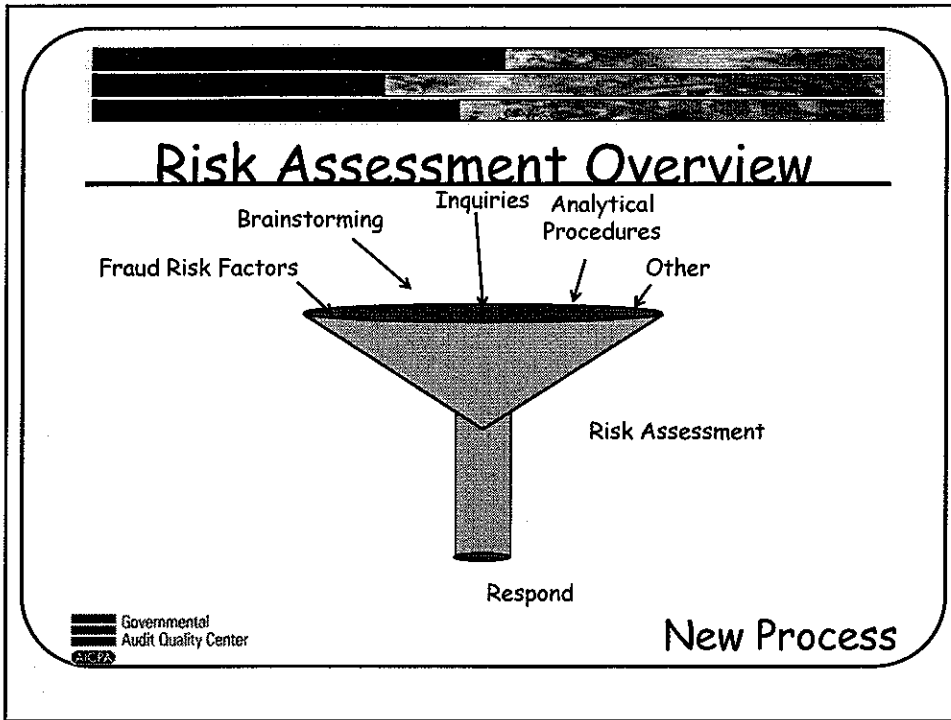 Risk Assessment Overview
Inquiries
Analytical
Procedures
Brainstorming
Fraud Risk Factors
Other
Risk Assessment
Respond
Governmental
Audit Quality Center
AICPA
New Process